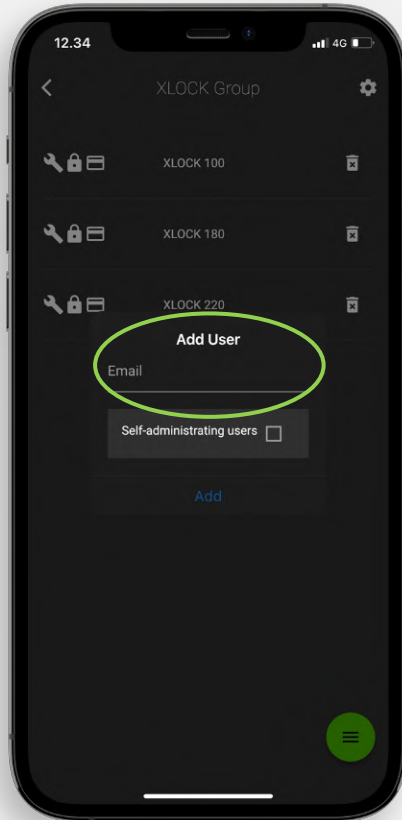 12.34
4G
XLOCK Group
XLOCK 100
XLOCK 180
XLOCK 220
Add User
Email
Self-administrating users
Add